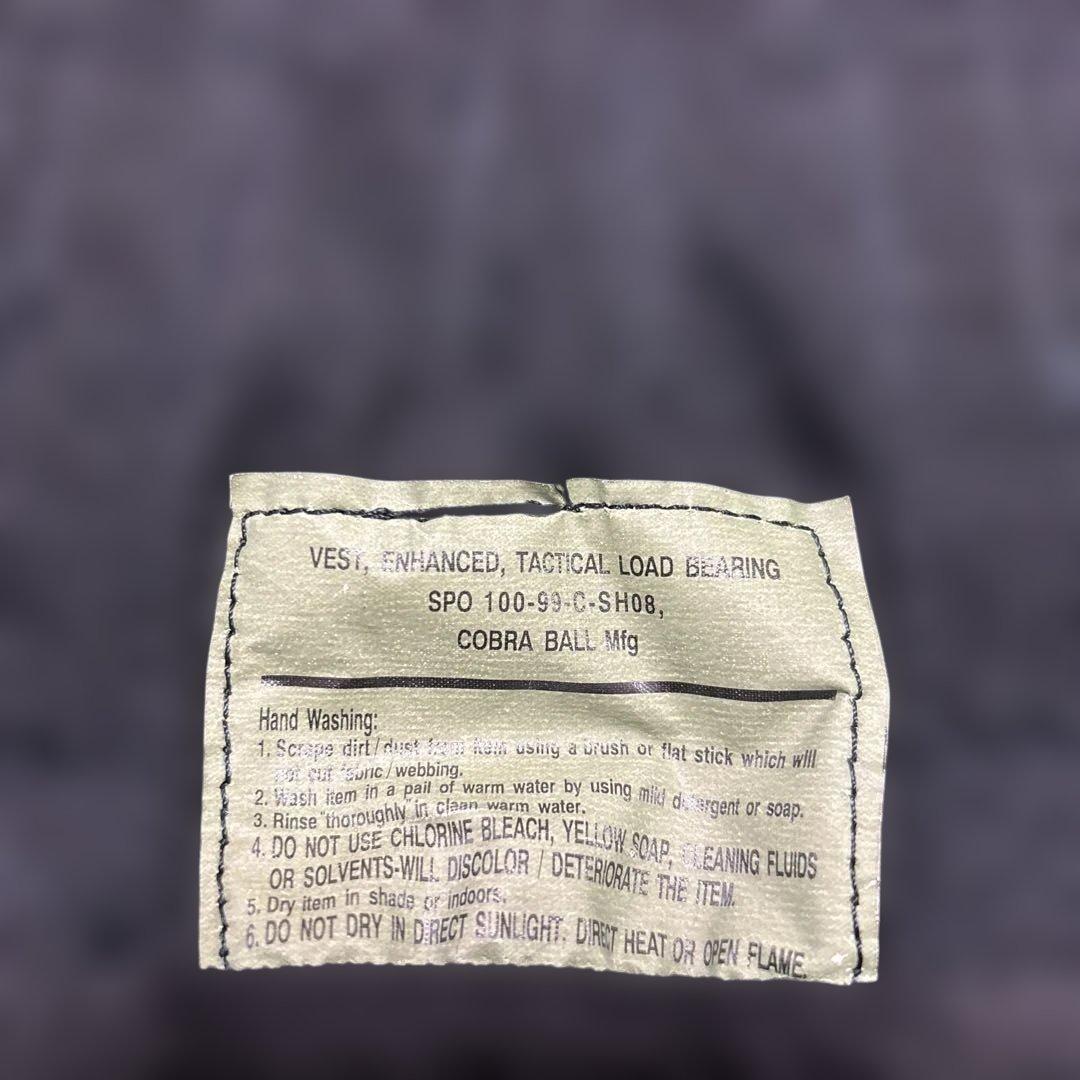 VEST, ENHANCED, TACTICAL LOAD BEARING
SPO 100-99-C-SH08,
COBRA BALL Mfg
Hand Washing:
1. Scrape dirt/dust from item using a brush or flat stick which will
not cut fabric/webbing.
2. Wash item in a pail of warm water by using mild detergent or soap.
3. Rinse "thoroughly" in clean warm water.
4. DO NOT USE CHLORINE BLEACH, YELLOW SOAP, CLEANING FLUIDS
OR SOLVENTS-WILL DISCOLOR / DETERIORATE THE ITEM.
5. Dry item in shade or indoors.
6. DO NOT DRY IN DIRECT SUNLIGHT. DIRECT HEAT OR OPEN FLAME.